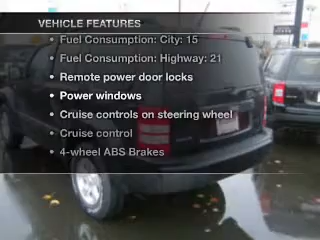 VEHICLE FEATURES
• Fuel Consumption: City: 15
• Fuel Consumption: Highway: 21
• Remote power door locks
• Power windows
• Cruise controls on steering wheel
• Cruise control
• 4-wheel ABS Brakes